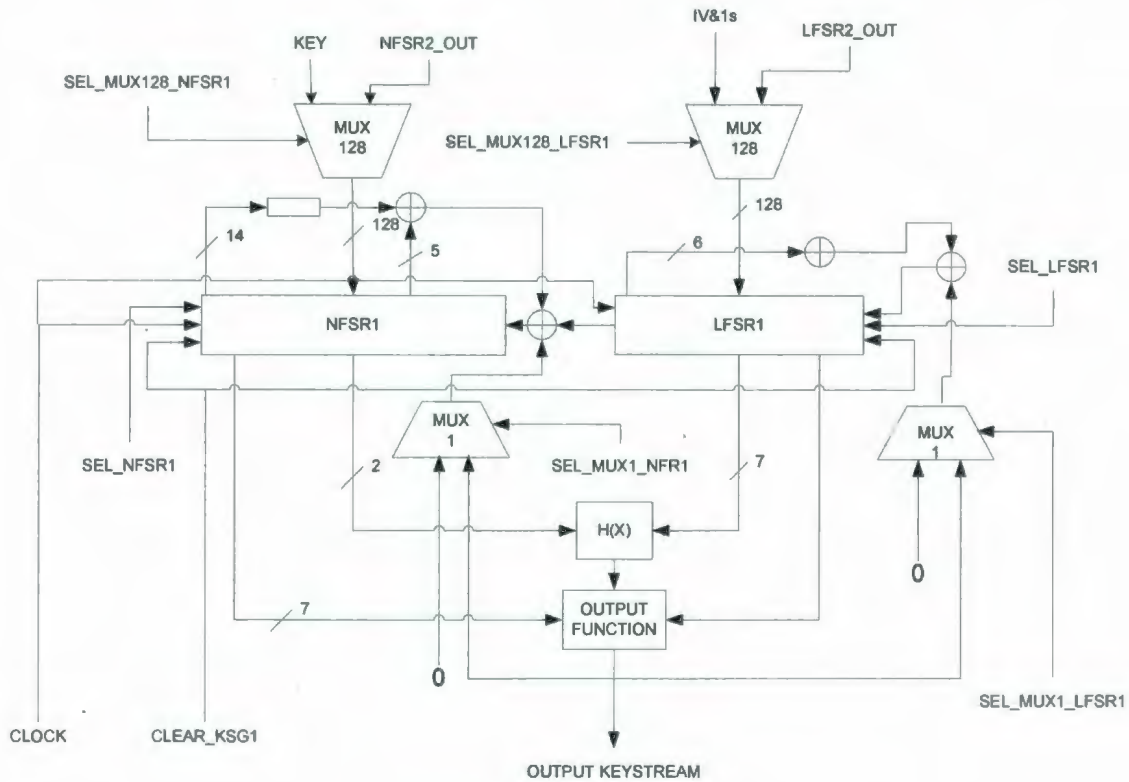 IV&1s
KEY
NFSR2_OUT
LFSR2_OUT
SEL_MUX128_NFSR1
MUX
128
SEL_MUX128_LFSR1
MUX
128
14
128
5
128
6
SEL_LFSR1
NFSR1
LFSR1
SEL_NFSR1
MUX
1
SEL_MUX1_NFR1
MUX
1
2
7
H(X)
0
7
OUTPUT
FUNCTION
0
SEL_MUX1_LFSR1
CLOCK
CLEAR_KSG1
OUTPUT KEYSTREAM